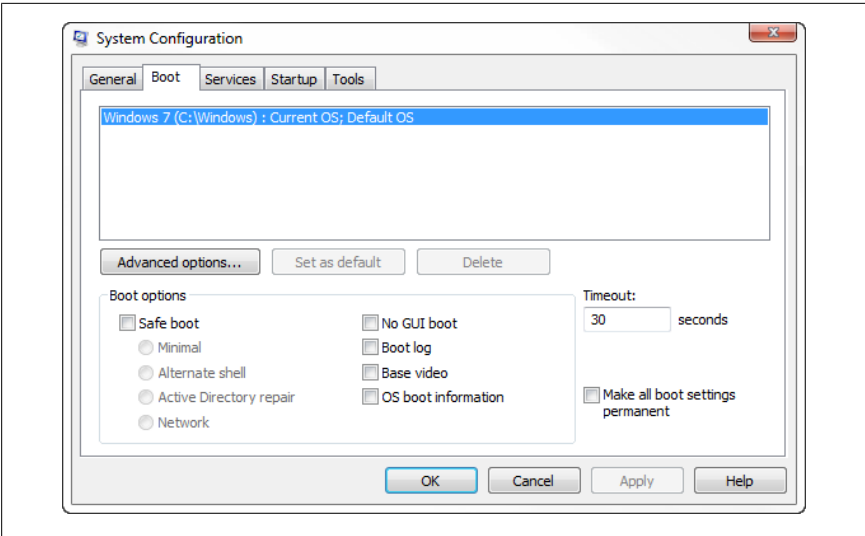 System Configuration
General Boot Services Startup Tools
Windows 7 (C:\Windows) : Current OS; Default OS
Advanced options... Set as default Delete
Boot options
Timeout:
Safe boot No GUI boot 30 seconds
Minimal Boot log
Alternate shell Base video
Active Directory repair OS boot information Make all boot settings
permanent
Network
OK Cancel Apply Help